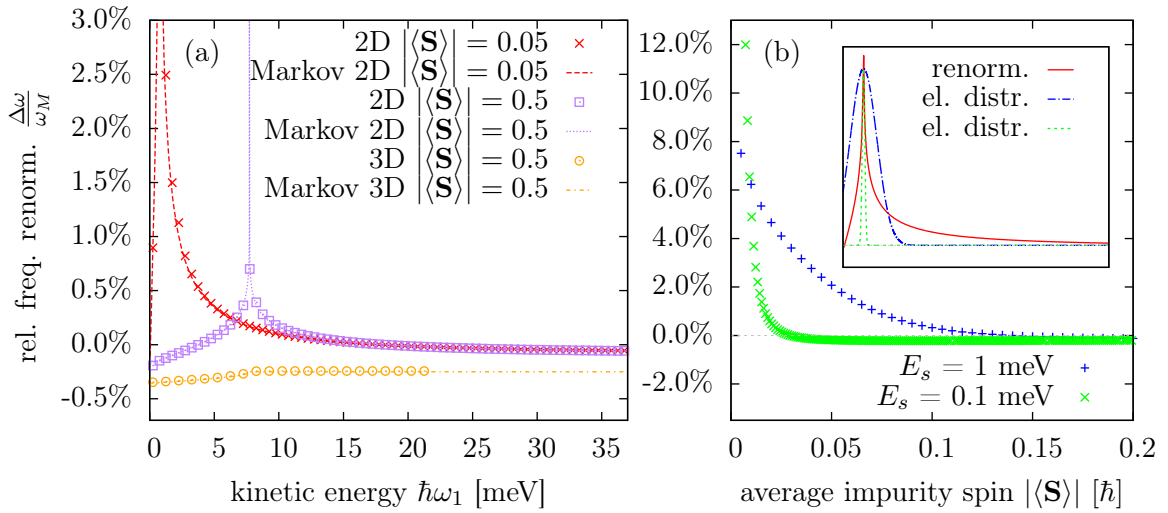 rel. freq. renorm. Δω/ω_M
3.0%
2.5%
2.0%
1.5%
1.0%
0.5%
0.0%
-0.5%
(a)
2D |⟨S⟩| = 0.05
Markov 2D |⟨S⟩| = 0.05
2D |⟨S⟩| = 0.5
Markov 2D |⟨S⟩| = 0.5
3D |⟨S⟩| = 0.5
Markov 3D |⟨S⟩| = 0.5
0 5 10 15 20 25 30 35
kinetic energy ℏω₁ [meV]
12.0%
10.0%
8.0%
6.0%
4.0%
2.0%
0.0%
-2.0%
(b)
renorm.
el. distr.
el. distr.
E_s = 1 meV
E_s = 0.1 meV
0 0.05 0.1 0.15 0.2
average impurity spin |⟨S⟩| [ℏ]